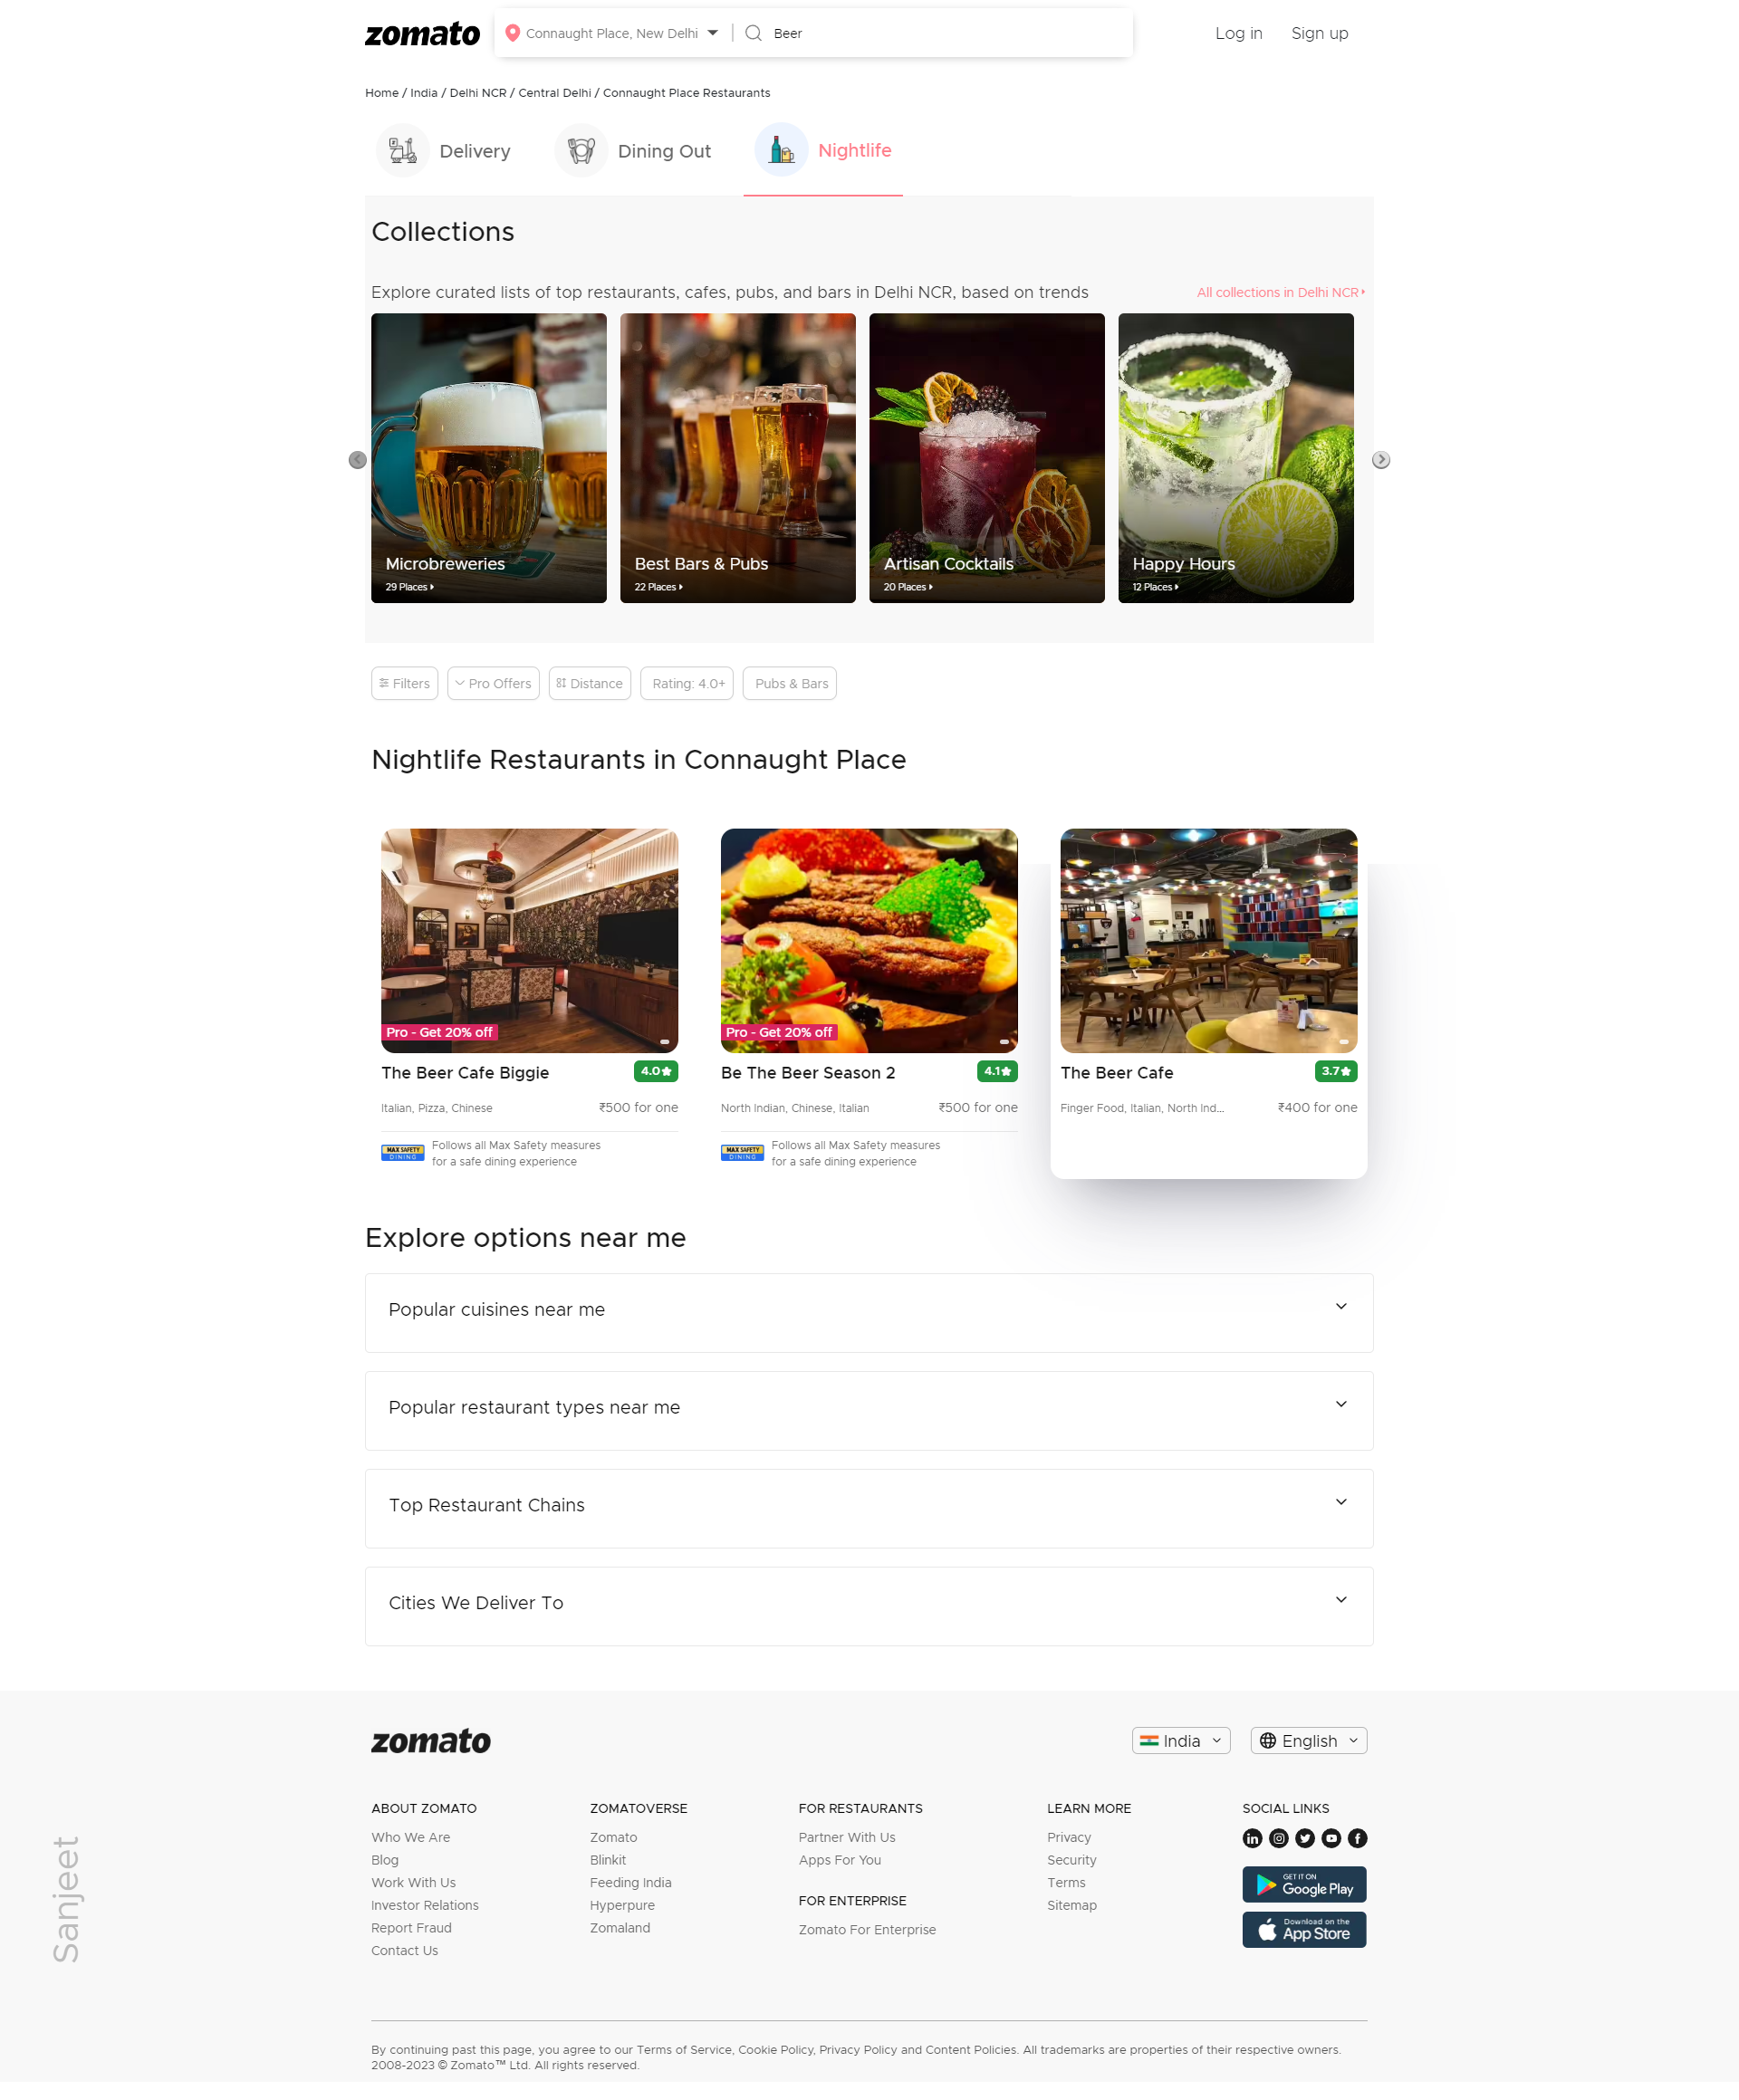 zomato
Connaught Place, New Delhi
Beer
Log in
Sign up
Home / India / Delhi NCR / Central Delhi / Connaught Place Restaurants
Delivery
Dining Out
Nightlife
Collections
Explore curated lists of top restaurants, cafes, pubs, and bars in Delhi NCR, based on trends
All collections in Delhi NCR
Microbreweries
29 Places
Best Bars & Pubs
22 Places
Artisan Cocktails
20 Places
Happy Hours
12 Places
Filters
Pro Offers
Distance
Rating: 4.0+
Pubs & Bars
Nightlife Restaurants in Connaught Place
Pro - Get 20% off
The Beer Cafe Biggie
4.0
Italian, Pizza, Chinese
₹500 for one
MAX SAFETY
DINING
Follows all Max Safety measures
for a safe dining experience
Pro - Get 20% off
Be The Beer Season 2
4.1
North Indian, Chinese, Italian
₹500 for one
MAX SAFETY
DINING
Follows all Max Safety measures
for a safe dining experience
The Beer Cafe
3.7
Finger Food, Italian, North Ind...
₹400 for one
Explore options near me
Popular cuisines near me
Popular restaurant types near me
Top Restaurant Chains
Cities We Deliver To
zomato
India
English
ABOUT ZOMATO
Who We Are
Blog
Work With Us
Investor Relations
Report Fraud
Contact Us
ZOMATOVERSE
Zomato
Blinkit
Feeding India
Hyperpure
Zomaland
FOR RESTAURANTS
Partner With Us
Apps For You
FOR ENTERPRISE
Zomato For Enterprise
LEARN MORE
Privacy
Security
Terms
Sitemap
SOCIAL LINKS
GET IT ON
Google Play
Download on the
App Store
Sanjeet
By continuing past this page, you agree to our Terms of Service, Cookie Policy, Privacy Policy and Content Policies. All trademarks are properties of their respective owners.
2008-2023 © Zomato™ Ltd. All rights reserved.